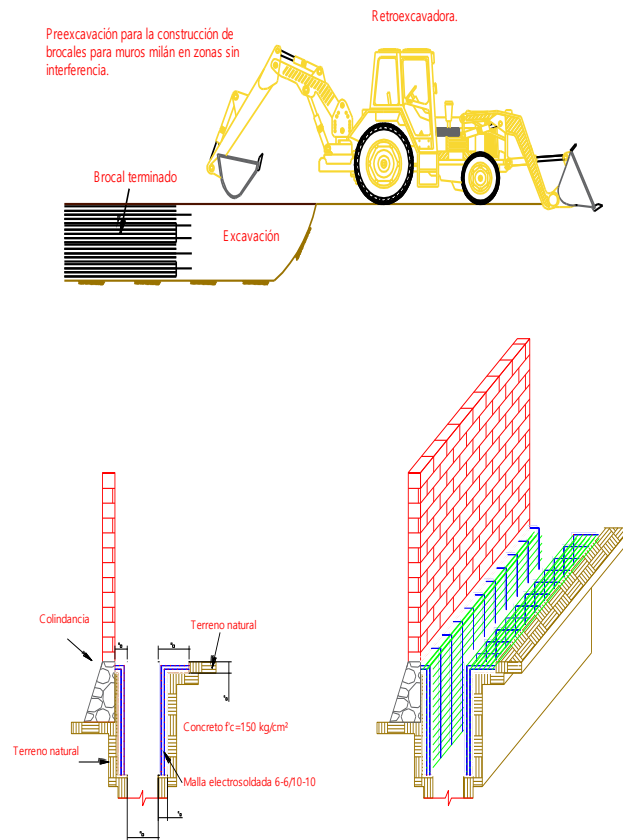 Retroexcavadora.
Preexcavación para la construcción de
brocales para muros milán en zonas sin
interferencia.
Brocal terminado
Excavación
Colindancia
Terreno natural
Concreto f'c=150 kg/cm²
Terreno natural
Malla electrosoldada 6-6/10-10